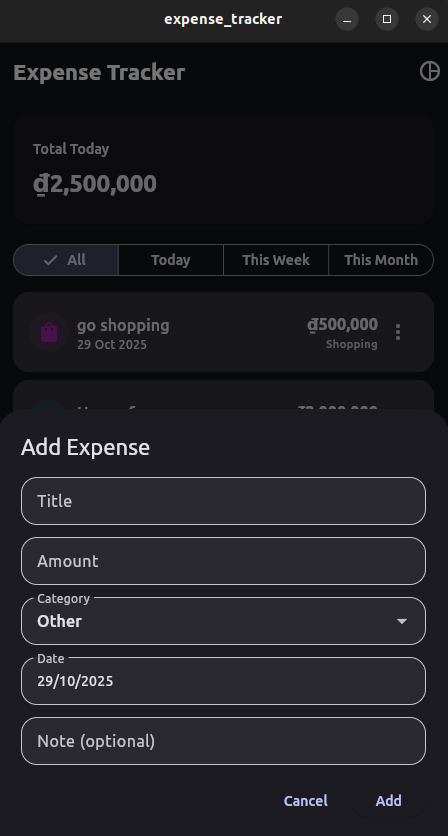 expense_tracker
Expense Tracker
Total Today
₫2,500,000
All
Today
This Week
This Month
go shopping
₫500,000
29 Oct 2025
Shopping
Add Expense
Title
Amount
Category
Other
Date
29/10/2025
Note (optional)
Cancel
Add